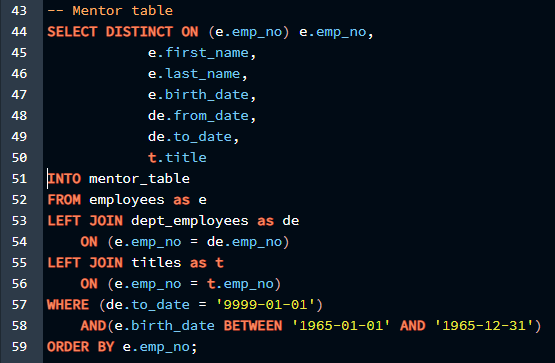 43 -- Mentor table
44 SELECT DISTINCT ON (e.emp_no) e.emp_no,
45 e.first_name,
46 e.last_name,
47 e.birth_date,
48 de.from_date,
49 de.to_date,
50 t.title
51 INTO mentor_table
52 FROM employees as e
53 LEFT JOIN dept_employees as de
54 ON (e.emp_no = de.emp_no)
55 LEFT JOIN titles as t
56 ON (e.emp_no = t.emp_no)
57 WHERE (de.to_date = '9999-01-01')
58 AND(e.birth_date BETWEEN '1965-01-01' AND '1965-12-31')
59 ORDER BY e.emp_no;